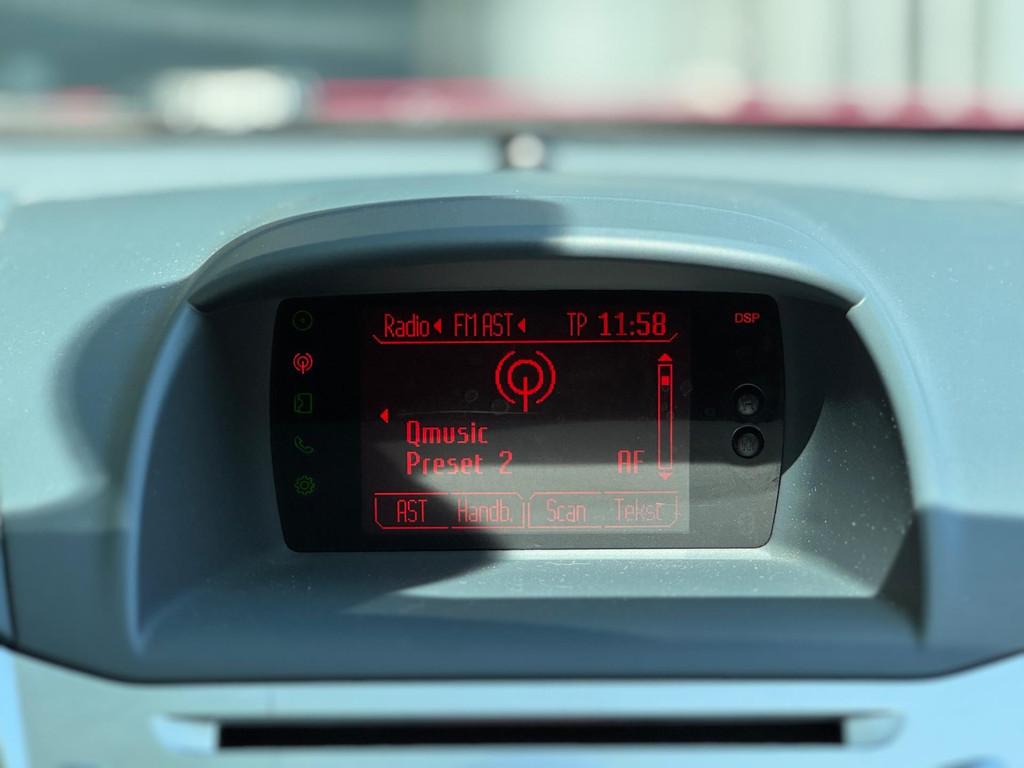 Radio FM AST TP 11:58
DSP
Qmusic
Preset 2 AF
AST Handb. Scan Tekst